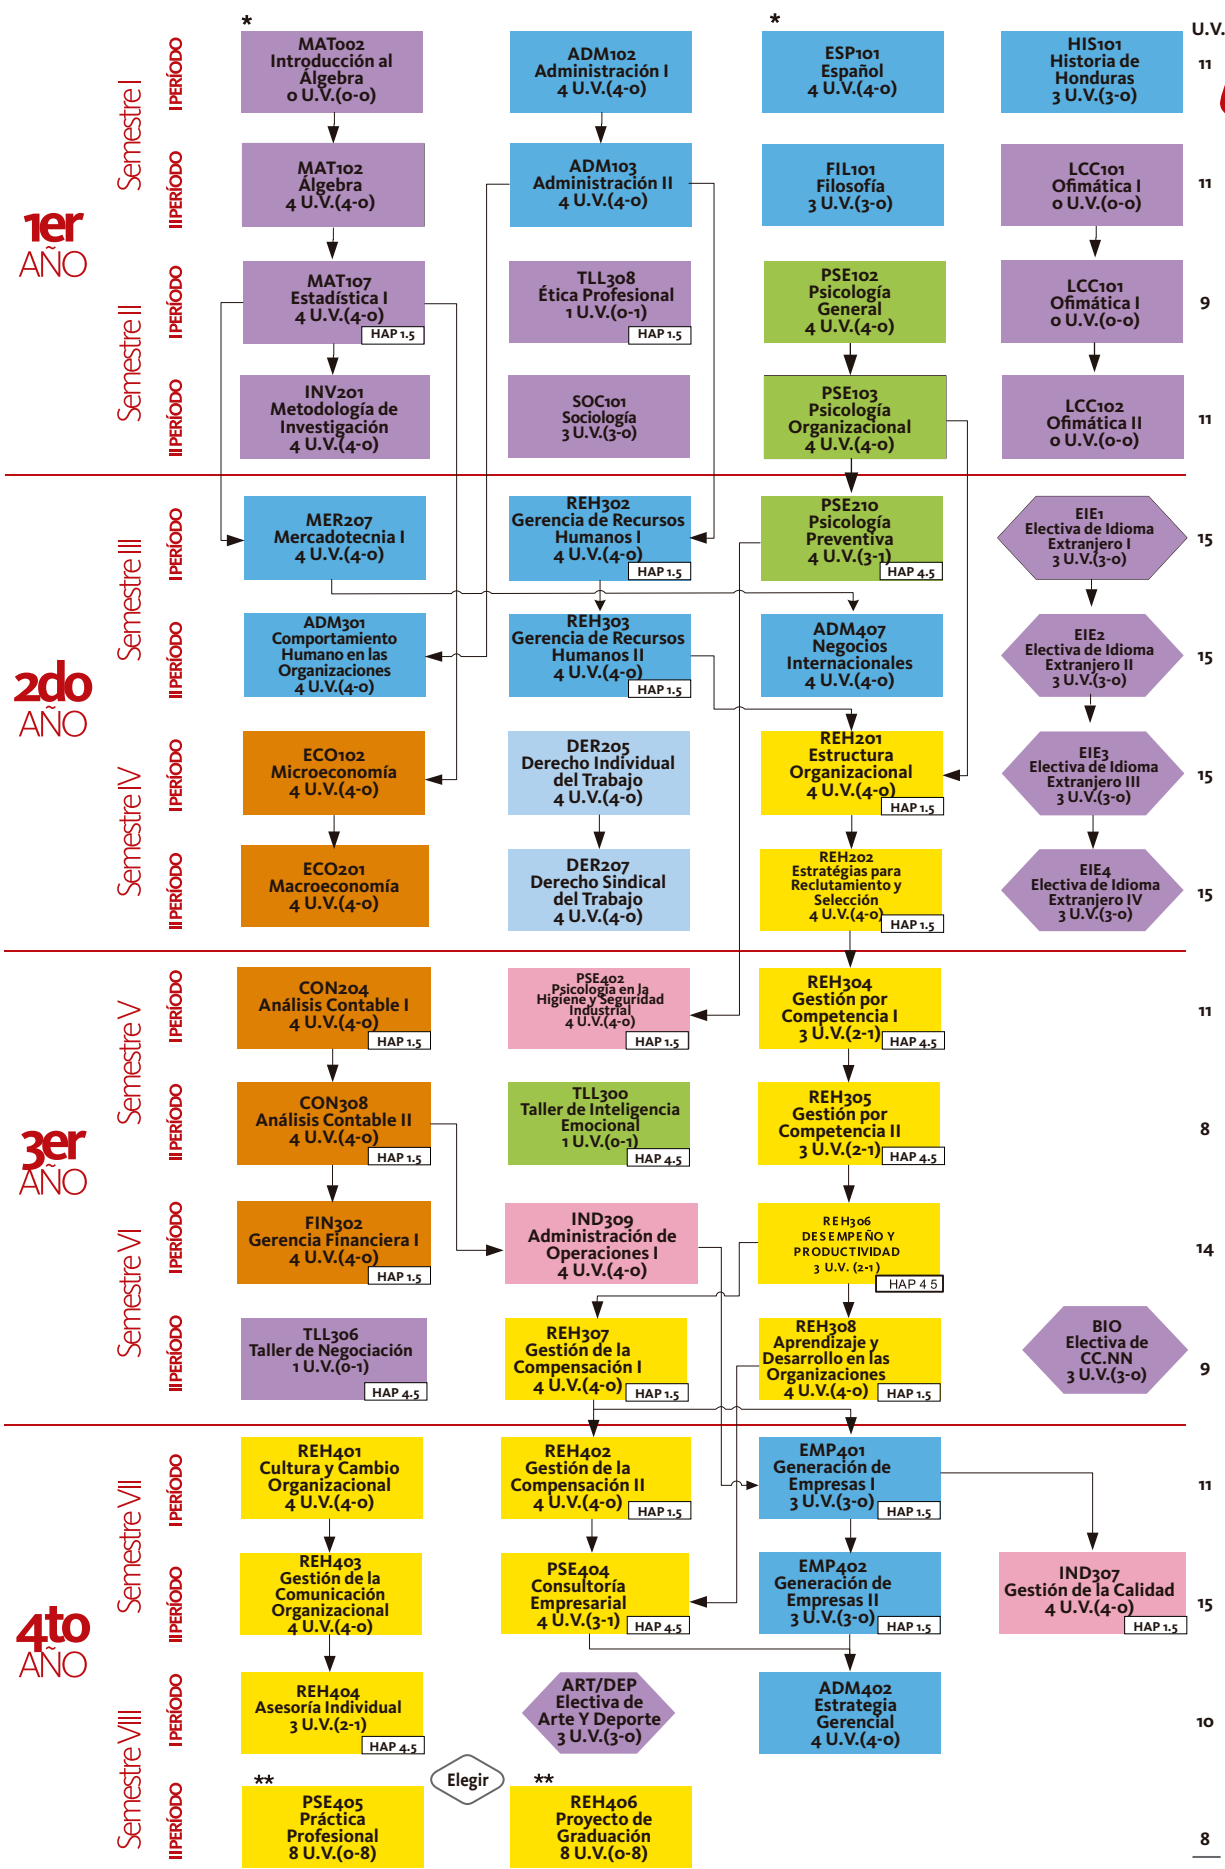 U.V.
1er
AÑO
Semestre I
I PERÍODO
*
MAT002
Introducción al
Álgebra
0 U.V.(0-0)
ADM102
Administración I
4 U.V.(4-0)
*
ESP101
Español
4 U.V.(4-0)
HIS101
Historia de
Honduras
3 U.V.(3-0)
11
II PERÍODO
MAT102
Álgebra
4 U.V.(4-0)
ADM103
Administración II
4 U.V.(4-0)
FIL101
Filosofía
3 U.V.(3-0)
LCC101
Ofimática I
0 U.V.(0-0)
11
Semestre II
I PERÍODO
MAT107
Estadística I
4 U.V.(4-0)
HAP 1.5
TLL308
Ética Profesional
1 U.V.(0-1)
HAP 1.5
PSE102
Psicología
General
4 U.V.(4-0)
LCC101
Ofimática I
0 U.V.(0-0)
9
II PERÍODO
INV201
Metodología de
Investigación
4 U.V.(4-0)
SOC101
Sociología
3 U.V.(3-0)
PSE103
Psicología
Organizacional
4 U.V.(4-0)
LCC102
Ofimática II
0 U.V.(0-0)
11
2do
AÑO
Semestre III
I PERÍODO
MER207
Mercadotecnia I
4 U.V.(4-0)
REH302
Gerencia de Recursos
Humanos I
4 U.V.(4-0)
HAP 1.5
PSE210
Psicología
Preventiva
4 U.V.(3-1)
HAP 4.5
EIE1
Electiva de Idioma
Extranjero I
3 U.V.(3-0)
15
II PERÍODO
ADM301
Comportamiento
Humano en las
Organizaciones
4 U.V.(4-0)
REH303
Gerencia de Recursos
Humanos II
4 U.V.(4-0)
HAP 1.5
ADM407
Negocios
Internacionales
4 U.V.(4-0)
EIE2
Electiva de Idioma
Extranjero II
3 U.V.(3-0)
15
Semestre IV
I PERÍODO
ECO102
Microeconomía
4 U.V.(4-0)
DER205
Derecho Individual
del Trabajo
4 U.V.(4-0)
REH201
Estructura
Organizacional
4 U.V.(4-0)
HAP 1.5
EIE3
Electiva de Idioma
Extranjero III
3 U.V.(3-0)
15
II PERÍODO
ECO201
Macroeconomía
4 U.V.(4-0)
DER207
Derecho Sindical
del Trabajo
4 U.V.(4-0)
REH202
Estratégias para
Reclutamiento y
Selección
4 U.V.(4-0)
HAP 1.5
EIE4
Electiva de Idioma
Extranjero IV
3 U.V.(3-0)
15
3er
AÑO
Semestre V
I PERÍODO
CON204
Análisis Contable I
4 U.V.(4-0)
HAP 1.5
PSE402
Psicología en la
Higiene y Seguridad
Industrial
4 U.V.(4-0)
HAP 1.5
REH304
Gestión por
Competencia I
3 U.V.(2-1)
HAP 4.5
11
II PERÍODO
CON308
Análisis Contable II
4 U.V.(4-0)
HAP 1.5
TLL300
Taller de Inteligencia
Emocional
1 U.V.(0-1)
HAP 4.5
REH305
Gestión por
Competencia II
3 U.V.(2-1)
HAP 4.5
8
Semestre VI
I PERÍODO
FIN302
Gerencia Financiera I
4 U.V.(4-0)
HAP 1.5
IND309
Administración de
Operaciones I
4 U.V.(4-0)
REH306
DESEMPEÑO Y
PRODUCTIVIDAD
3 U.V. (2-1)
HAP 4 5
14
II PERÍODO
TLL306
Taller de Negociación
1 U.V.(0-1)
HAP 4.5
REH307
Gestión de la
Compensación I
4 U.V.(4-0)
HAP 1.5
REH308
Aprendizaje y
Desarrollo en las
Organizaciones
4 U.V.(4-0)
HAP 1.5
BIO
Electiva de
CC.NN
3 U.V.(3-0)
9
4to
AÑO
Semestre VII
I PERÍODO
REH401
Cultura y Cambio
Organizacional
4 U.V.(4-0)
REH402
Gestión de la
Compensación II
4 U.V.(4-0)
HAP 1.5
EMP401
Generación de
Empresas I
3 U.V.(3-0)
HAP 1.5
11
II PERÍODO
REH403
Gestión de la
Comunicación
Organizacional
4 U.V.(4-0)
PSE404
Consultoría
Empresarial
4 U.V.(3-1)
HAP 4.5
EMP402
Generación de
Empresas II
3 U.V.(3-0)
HAP 1.5
IND307
Gestión de la Calidad
4 U.V.(4-0)
HAP 1.5
15
Semestre VIII
I PERÍODO
REH404
Asesoría Individual
3 U.V.(2-1)
HAP 4.5
ART/DEP
Electiva de
Arte Y Deporte
3 U.V.(3-0)
ADM402
Estrategia
Gerencial
4 U.V.(4-0)
10
II PERÍODO
**
PSE405
Práctica
Profesional
8 U.V.(0-8)
Elegir
**
REH406
Proyecto de
Graduación
8 U.V.(0-8)
8